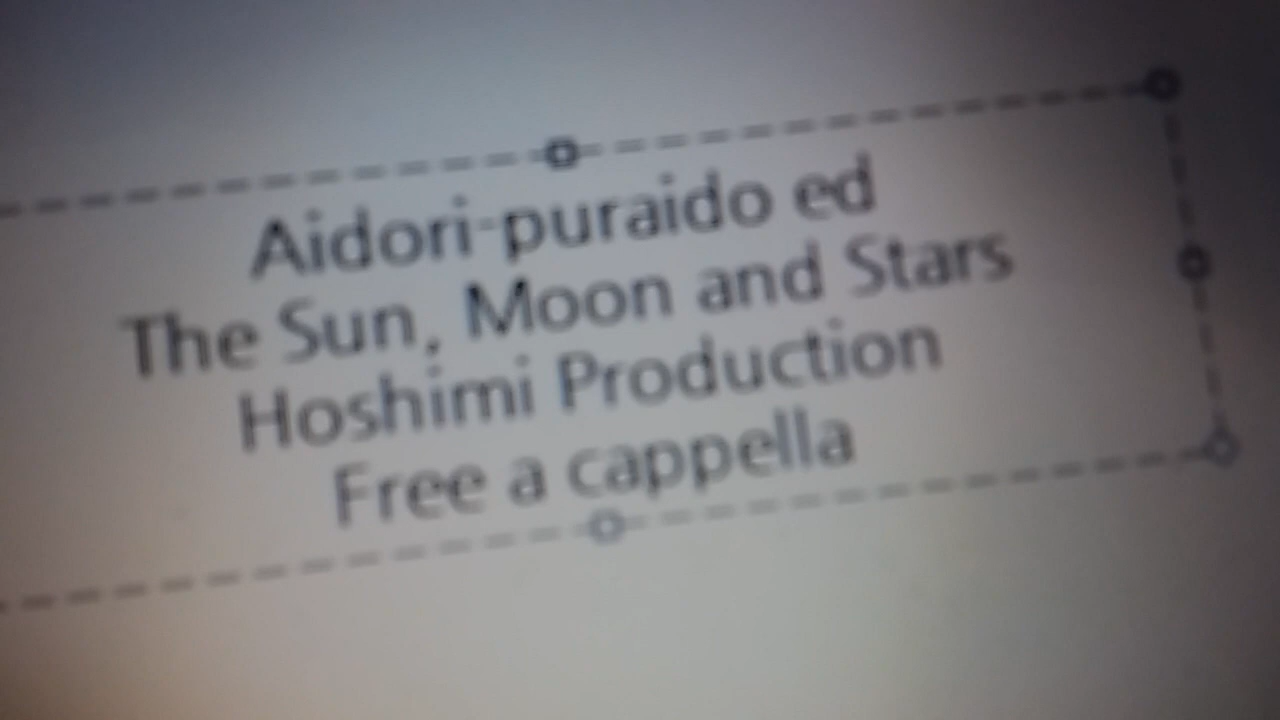 Aidori-puraido ed
The Sun, Moon and Stars
Hoshimi Production
Free a cappella